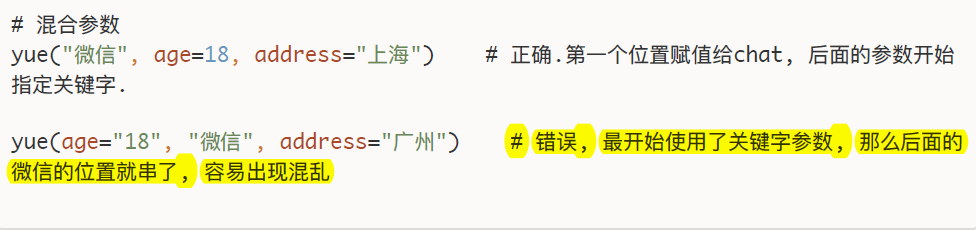 # 混合参数
yue("微信", age=18, address="上海")    # 正确.第一个位置赋值给chat, 后面的参数开始
指定关键字.
yue(age="18", "微信", address="广州")    # 错误, 最开始使用了关键字参数, 那么后面的
微信的位置就串了, 容易出现混乱